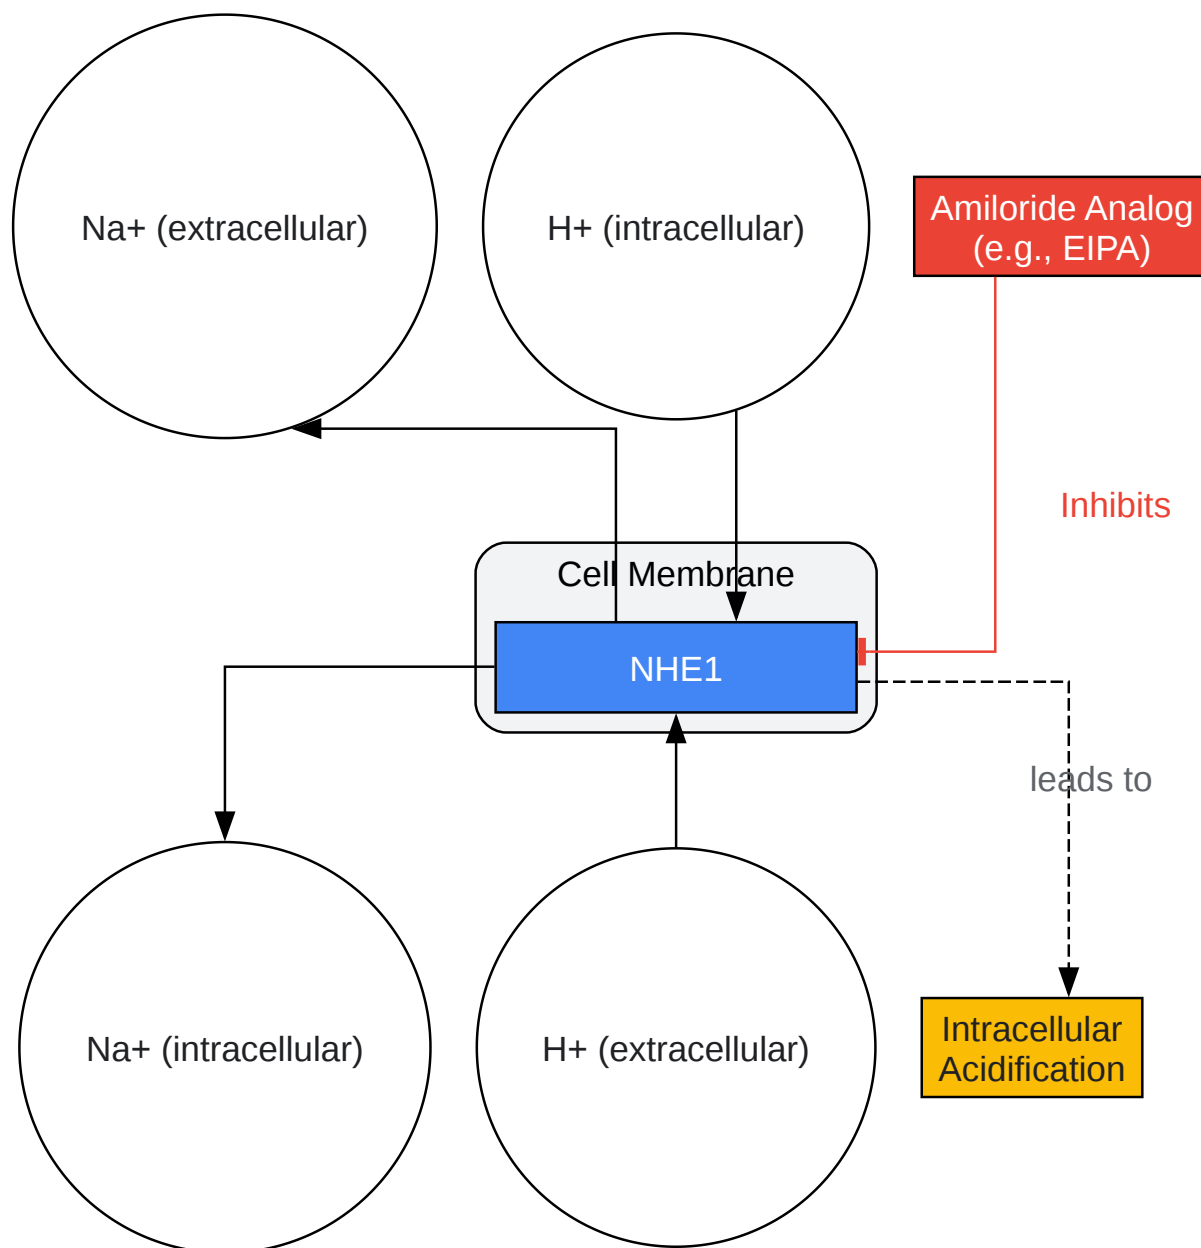 Na+ (extracellular)
H+ (intracellular)
Amiloride Analog
(e.g., EIPA)
Inhibits
Cell Membrane
NHE1
leads to
Na+ (intracellular)
H+ (extracellular)
Intracellular
Acidification